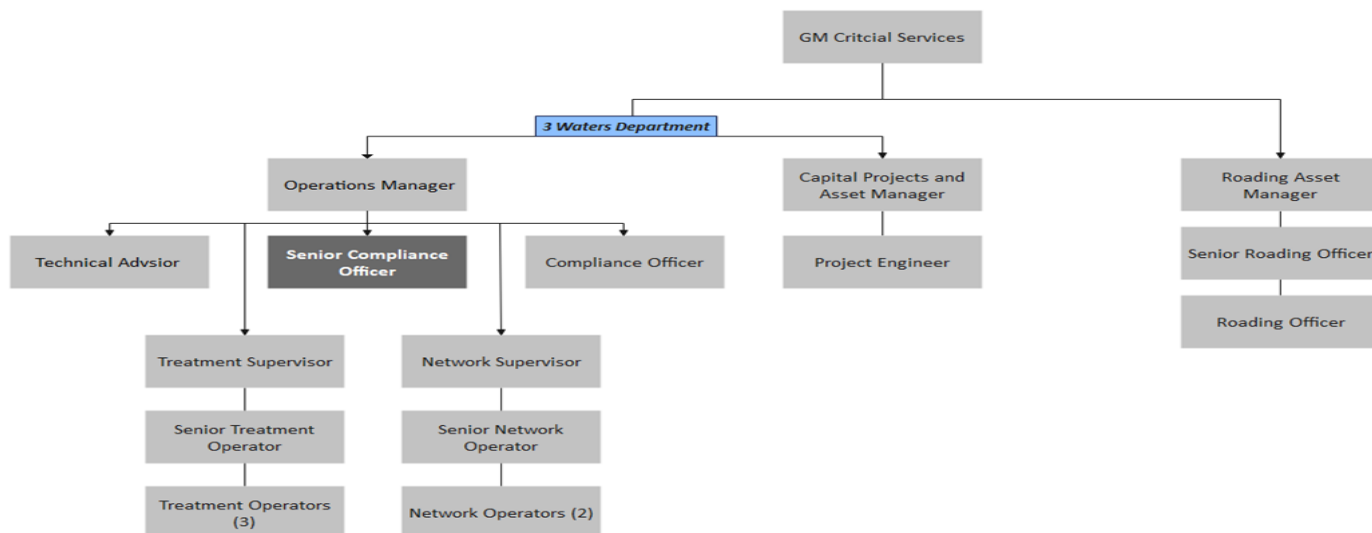 GM Critcial Services
3 Waters Department
Operations Manager
Capital Projects and
Asset Manager
Roading Asset
Manager
Technical Advsior
Senior Compliance
Officer
Compliance Officer
Project Engineer
Senior Roading Officer
Roading Officer
Treatment Supervisor
Network Supervisor
Senior Treatment
Operator
Senior Network
Operator
Treatment Operators
(3)
Network Operators (2)